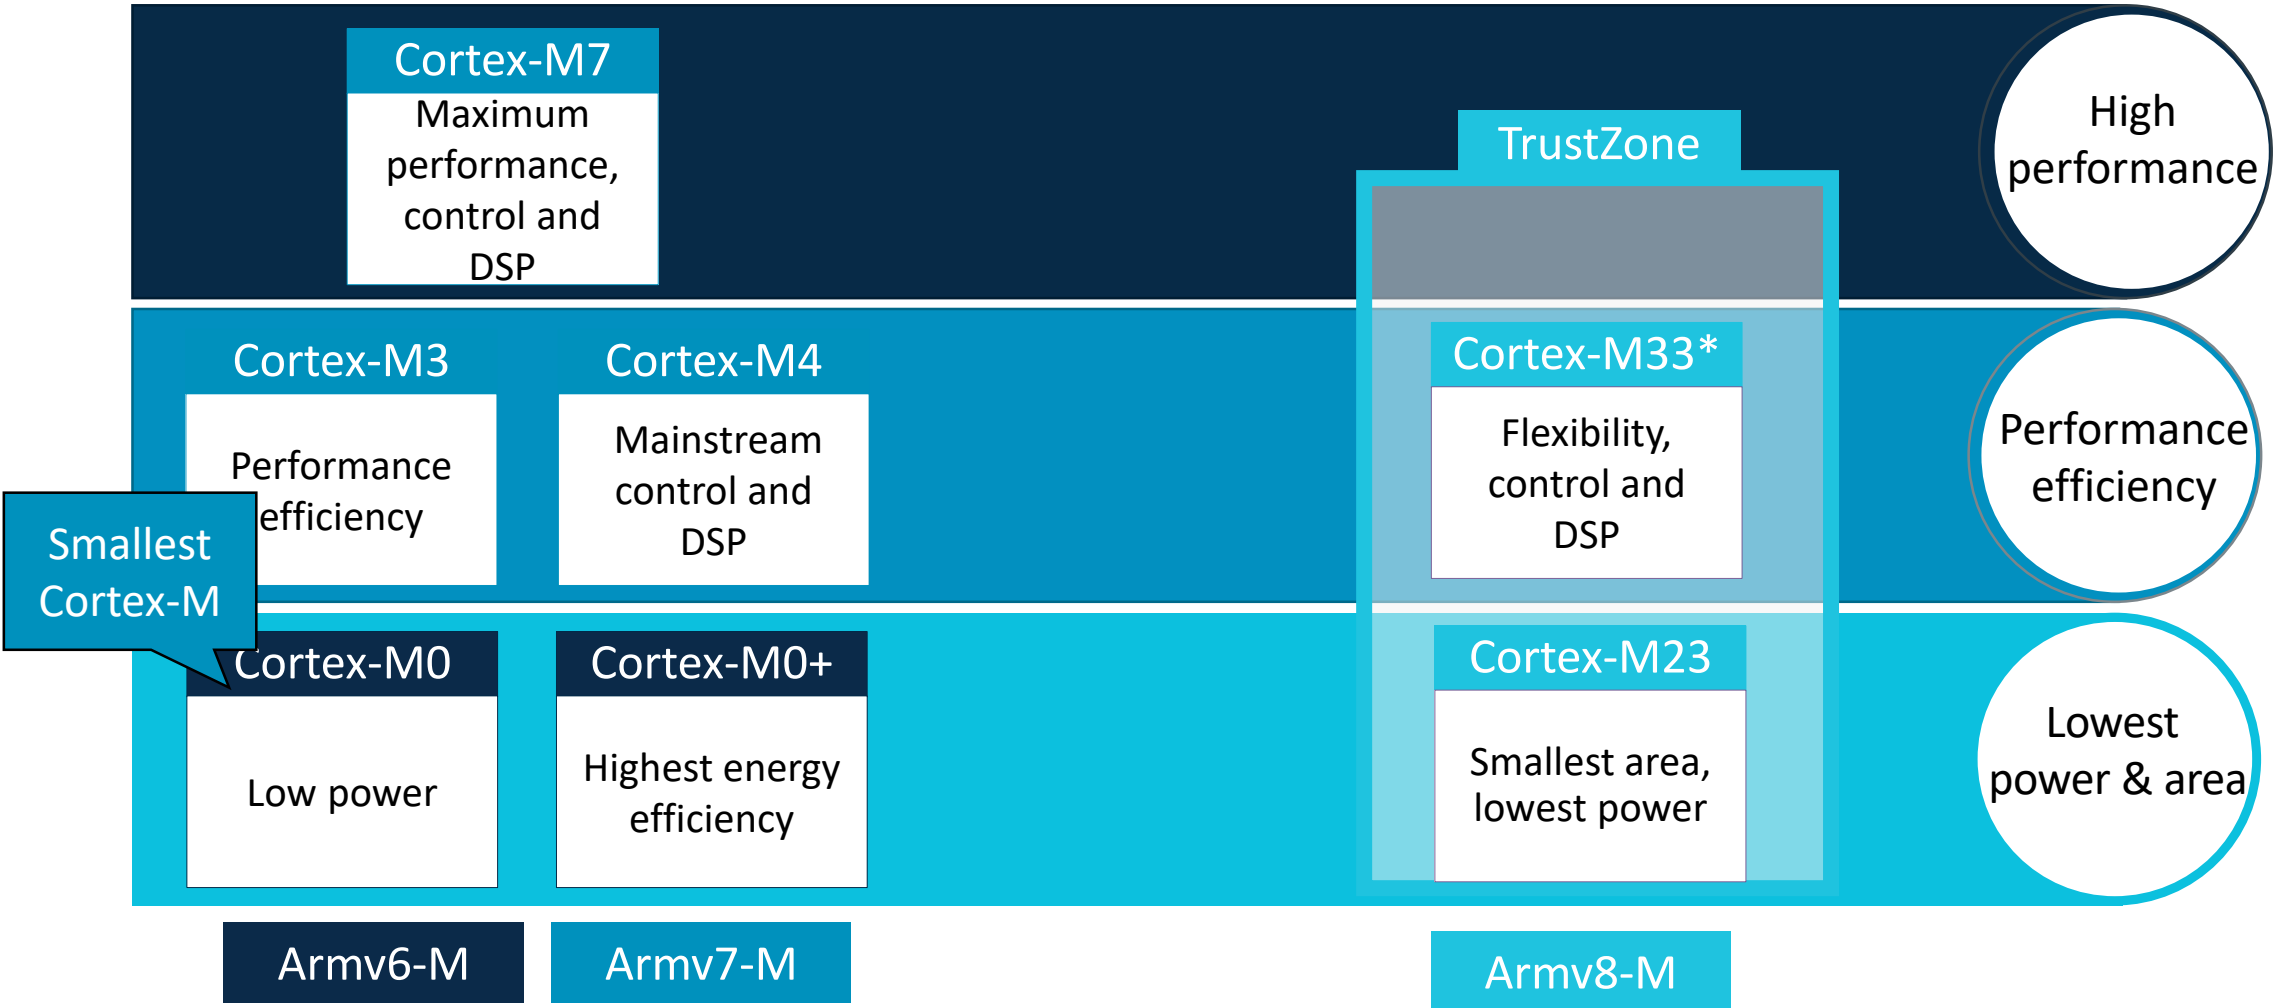 Cortex-M7
Maximum
performance,
control and
DSP
TrustZone
High
performance
Cortex-M3
Performance
efficiency
Cortex-M4
Mainstream
control and
DSP
Cortex-M33*
Flexibility,
control and
DSP
Performance
efficiency
Smallest
Cortex-M
Cortex-M0
Low power
Cortex-M0+
Highest energy
efficiency
Cortex-M23
Smallest area,
lowest power
Lowest
power & area
Armv6-M
Armv7-M
Armv8-M